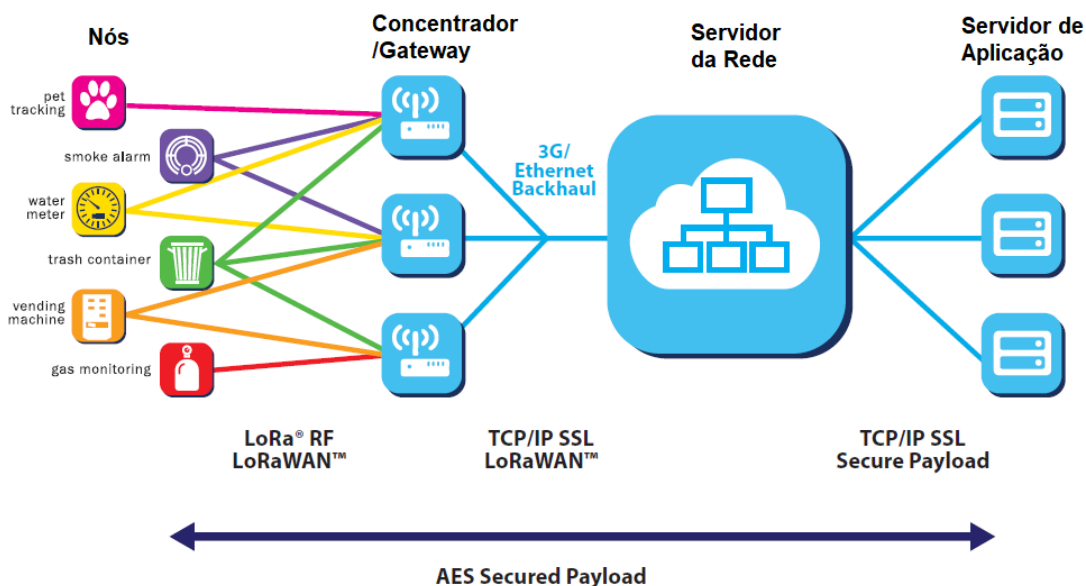 Nós
Concentrador
/Gateway
Servidor
da Rede
Servidor de
Aplicação
pet
tracking
smoke alarm
water
meter
trash container
vending
machine
gas monitoring
3G/
Ethernet
Backhaul
LoRa® RF
LoRaWAN™
TCP/IP SSL
LoRaWAN™
TCP/IP SSL
Secure Payload
AES Secured Payload